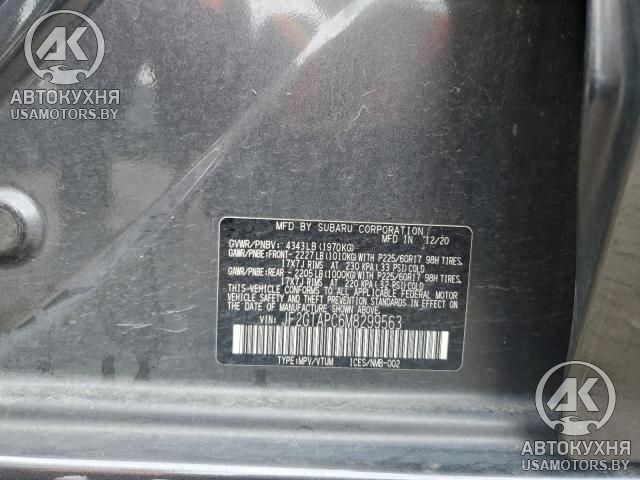 АК
АВТОКУХНЯ
USAMOTORS.BY
MFD BY SUBARU CORPORATION
MFD IN 12/20
GVWR/PNBV: 4343LB (1970KG)
GAWR/PNBE:FRONT- 2227LB (1010KG) WITH P225/60R17 98H TIRES,
17X7J RIMS AT 230 KPA(33 PSI) COLD
GAWR/PNBE:REAR - 2205LB (1000KG) WITH P225/60R17 98H TIRES,
17X7J RIMS AT 220 KPA(32 PSI) COLD
THIS VEHICLE CONFORMS TO ALL APPLICABLE FEDERAL MOTOR
VEHICLE SAFETY, BUMPER, AND THEFT PREVENTION STANDARDS
IN EFFECT ON THE DATE OF MANUFACTURE SHOWN ABOVE.
VIN: JF2GTAPC6M8299563
TYPE:MPV/VTUM ICES/NMB-002
АК
АВТОКУХНЯ
USAMOTORS.BY